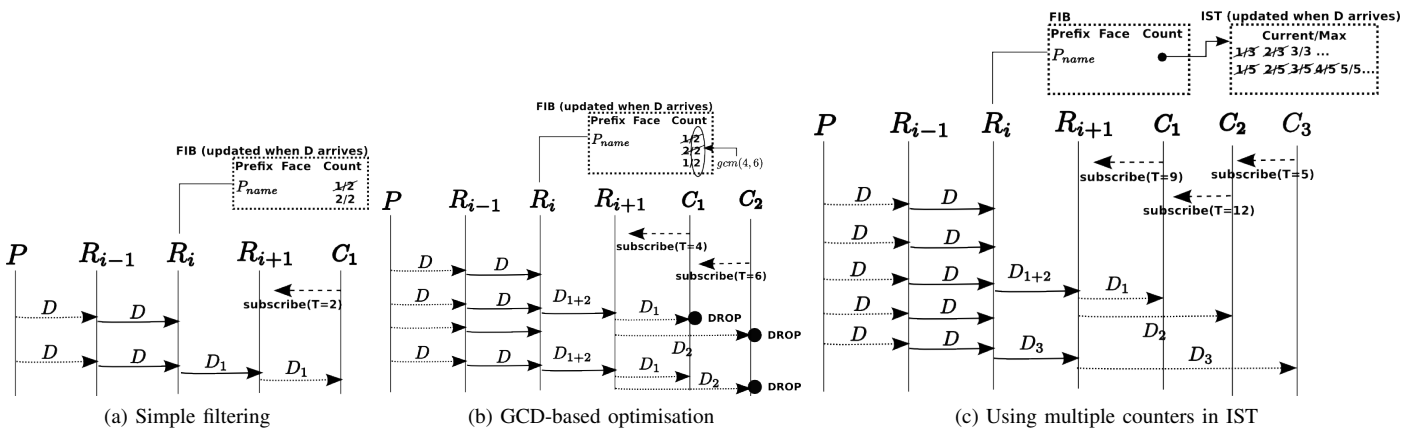 FIB (updated when D arrives)
Prefix Face Count
P_name
1/2
2/2
P R_{i−1} R_i R_{i+1} C_1
subscribe(T=2)
D D
D D D_1 D_1
(a) Simple filtering
FIB (updated when D arrives)
Prefix Face Count
P_name
1/2
2/2
1/2
gcm(4,6)
P R_{i−1} R_i R_{i+1} C_1 C_2
subscribe(T=4)
subscribe(T=6)
D D
D D D_{1+2} D_1 DROP
DROP
D_2
D D D_{1+2} D_1
D_2 DROP
(b) GCD-based optimisation
FIB
Prefix Face Count
P_name
IST (updated when D arrives)
Current/Max
1/3 2/3 3/3 ...
1/5 2/5 3/5 4/5 5/5...
P R_{i−1} R_i R_{i+1} C_1 C_2 C_3
subscribe(T=9)
subscribe(T=5)
subscribe(T=12)
D D
D D
D D D_{1+2} D_1
D D
D_2
D D D_3 D_3
(c) Using multiple counters in IST